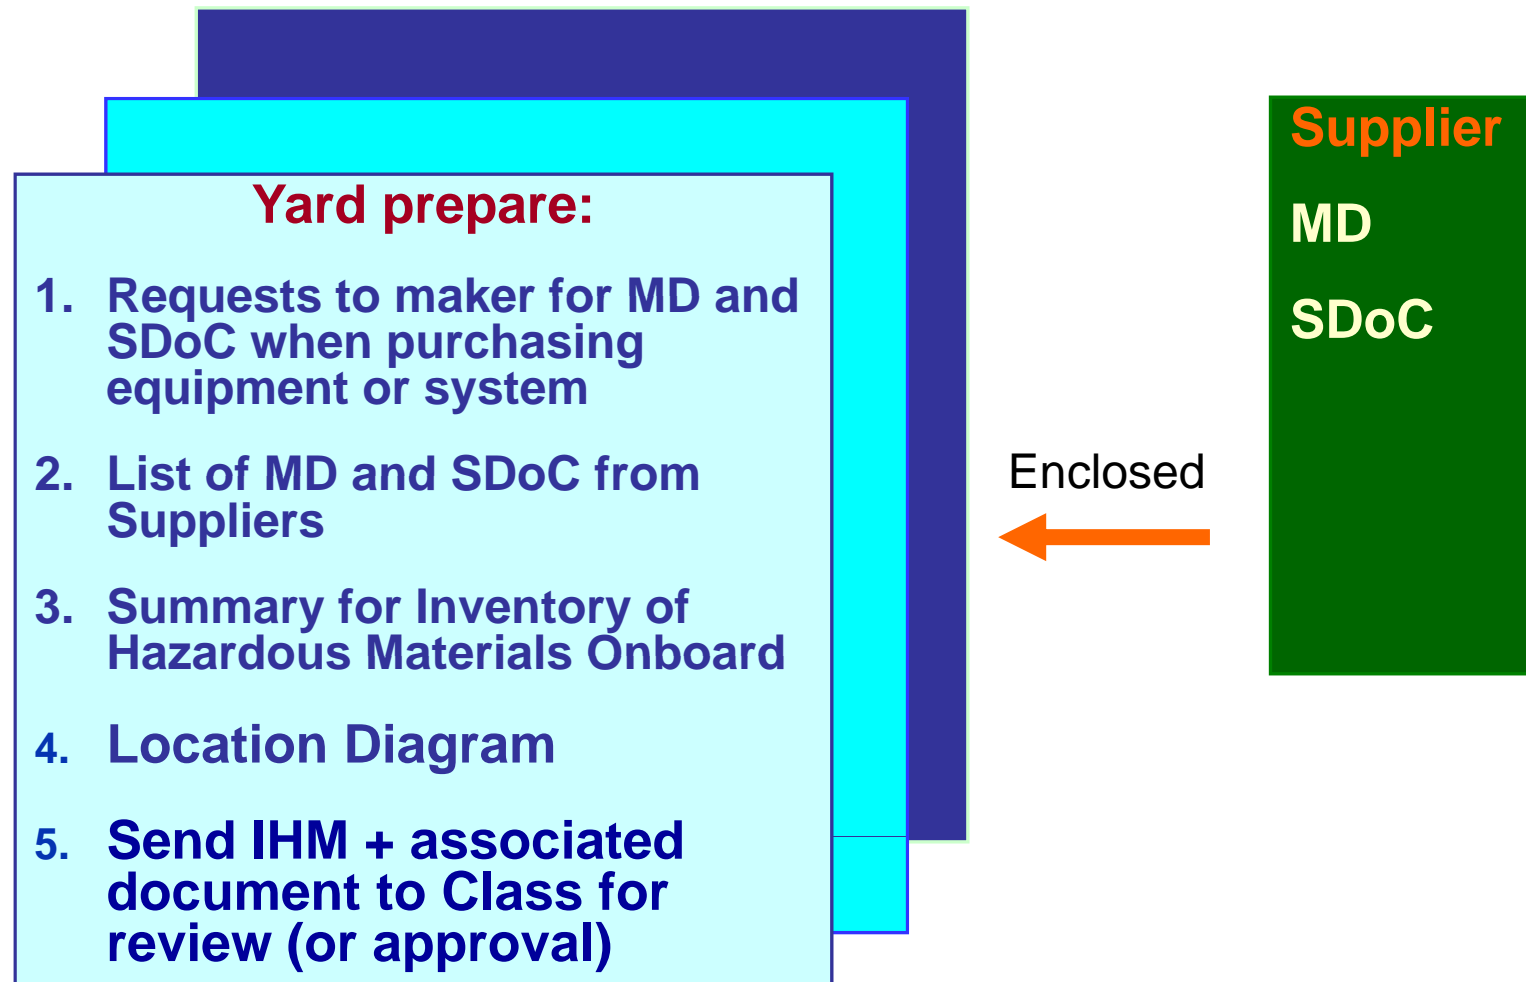 Yard prepare:
1. Requests to maker for MD and
SDoC when purchasing
equipment or system
2. List of MD and SDoC from
Suppliers
3. Summary for Inventory of
Hazardous Materials Onboard
4. Location Diagram
5. Send IHM + associated
document to Class for
review (or approval)
Enclosed
Supplier
MD
SDoC